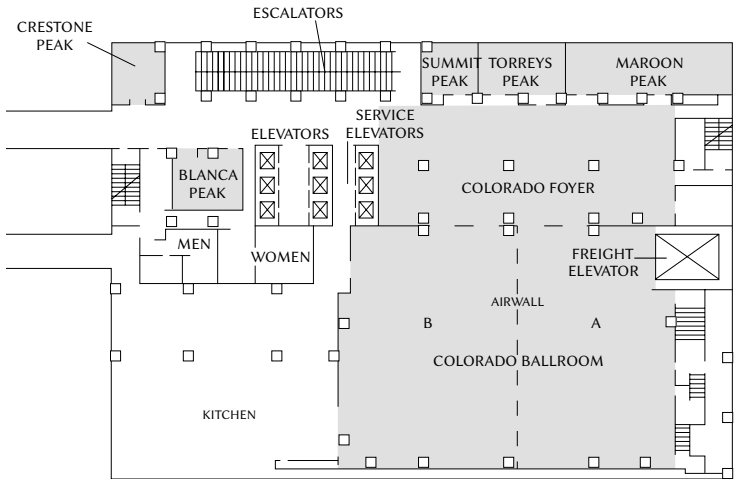 ESCALATORS
CRESTONE
PEAK
SUMMIT
PEAK
TORREYS
PEAK
MAROON
PEAK
SERVICE
ELEVATORS
ELEVATORS
BLANCA
PEAK
COLORADO FOYER
MEN
WOMEN
FREIGHT
ELEVATOR
AIRWALL
B
A
COLORADO BALLROOM
KITCHEN